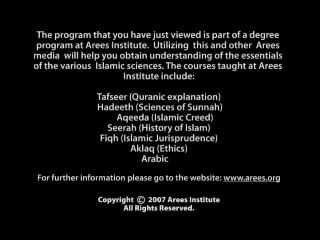 The program that you have just viewed is part of a degree
program at Arees Institute. Utilizing this and other Arees
media will help you obtain understanding of the essentials
of the various Islamic sciences. The courses taught at Arees
Institute include:
Tafseer (Quranic explanation)
Hadeeth (Sciences of Sunnah)
Aqeeda (Islamic Creed)
Seerah (History of Islam)
Fiqh (Islamic Jurisprudence)
Aklaq (Ethics)
Arabic
For further information please go to the website: www.arees.org
Copyright © 2007 Arees Institute
All Rights Reserved.